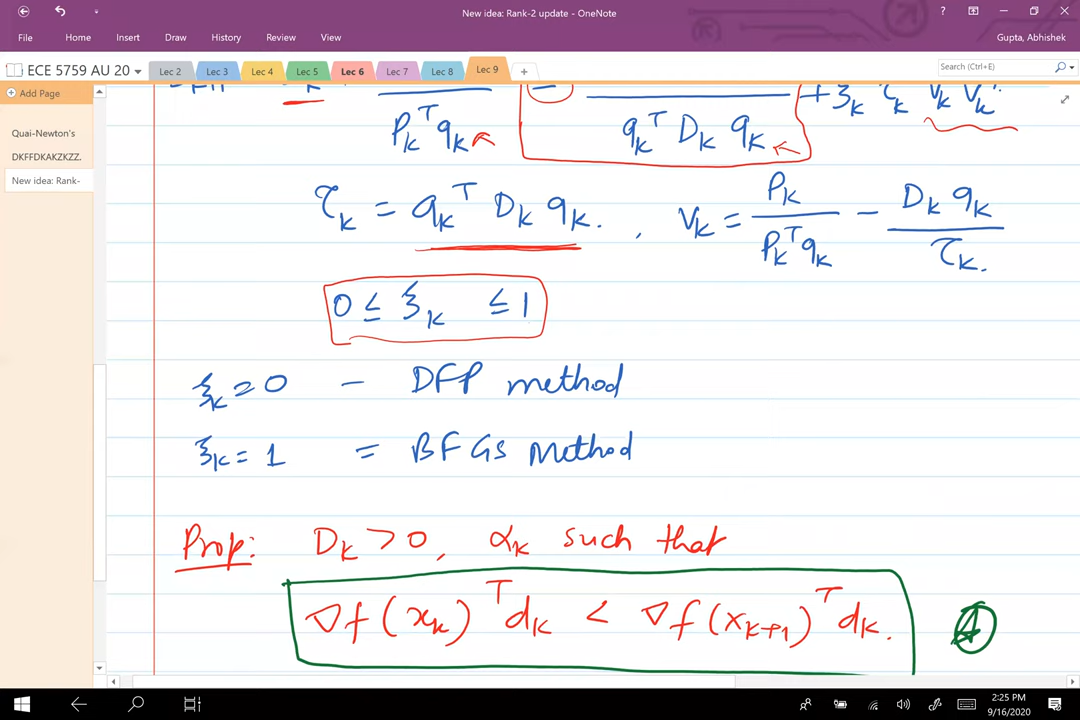 New idea: Rank-2 update - OneNote
?
File Home Insert Draw History Review View
Gupta, Abhishek
ECE 5759 AU 20
Lec 2 Lec 3 Lec 4 Lec 5 Lec 6 Lec 7 Lec 8 Lec 9 +
Search (Ctrl+E)
Add Page
Quai-Newton's
DKFFDKAKZKZZ.
New idea: Rank-
+ ξ_k τ_k v_k v_k^T
p_k^T q_k
q_k^T D_k q_k
τ_k = q_k^T D_k q_k. , v_k = p_k / p_k^T q_k − D_k q_k / τ_k.
0 ≤ ξ_k ≤ 1
ξ_k = 0 — DFP method
ξ_k = 1 = BFGS Method
Prop: D_k > 0, α_k such that
∇f(x_k)^T d_k < ∇f(x_{k+1})^T d_k.
2:25 PM
9/16/2020